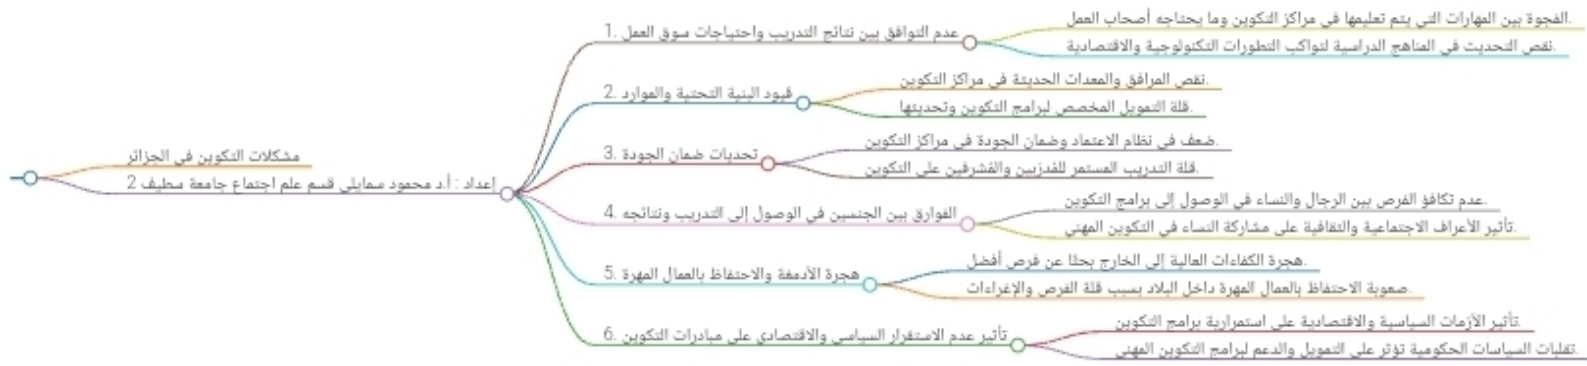 مشكلات التكوين في الجزائر
إعداد : أ.د محمود سمايلي قسم علم اجتماع جامعة سطيف 2
1. عدم التوافق بين نتائج التدريب واحتياجات سوق العمل
الفجوة بين المهارات التي يتم تعليمها في مراكز التكوين وما يحتاجه أصحاب العمل.
نقص التحديث في المناهج الدراسية لتواكب التطورات التكنولوجية والاقتصادية.
2. قيود البنية التحتية والموارد
نقص المرافق والمعدات الحديثة في مراكز التكوين.
قلة التمويل المخصص لبرامج التكوين وتحديثها.
3. تحديات ضمان الجودة
ضعف في نظام الاعتماد وضمان الجودة في مراكز التكوين.
قلة التدريب المستمر للمُدرّبين والمُشرفين على التكوين.
4. الفوارق بين الجنسين في الوصول إلى التدريب ونتائجه
عدم تكافؤ الفرص بين الرجال والنساء في الوصول إلى برامج التكوين.
تأثير الأعراف الاجتماعية والثقافية على مشاركة النساء في التكوين المهني.
5. هجرة الأدمغة والاحتفاظ بالعمال المهرة
هجرة الكفاءات العالية إلى الخارج بحثًا عن فرص أفضل.
صعوبة الاحتفاظ بالعمال المهرة داخل البلاد بسبب قلة الفرص والإغراءات.
6. تأثير عدم الاستقرار السياسي والاقتصادي على مبادرات التكوين
تأثير الأزمات السياسية والاقتصادية على استمرارية برامج التكوين.
تقلبات السياسات الحكومية تؤثر على التمويل والدعم لبرامج التكوين المهني.